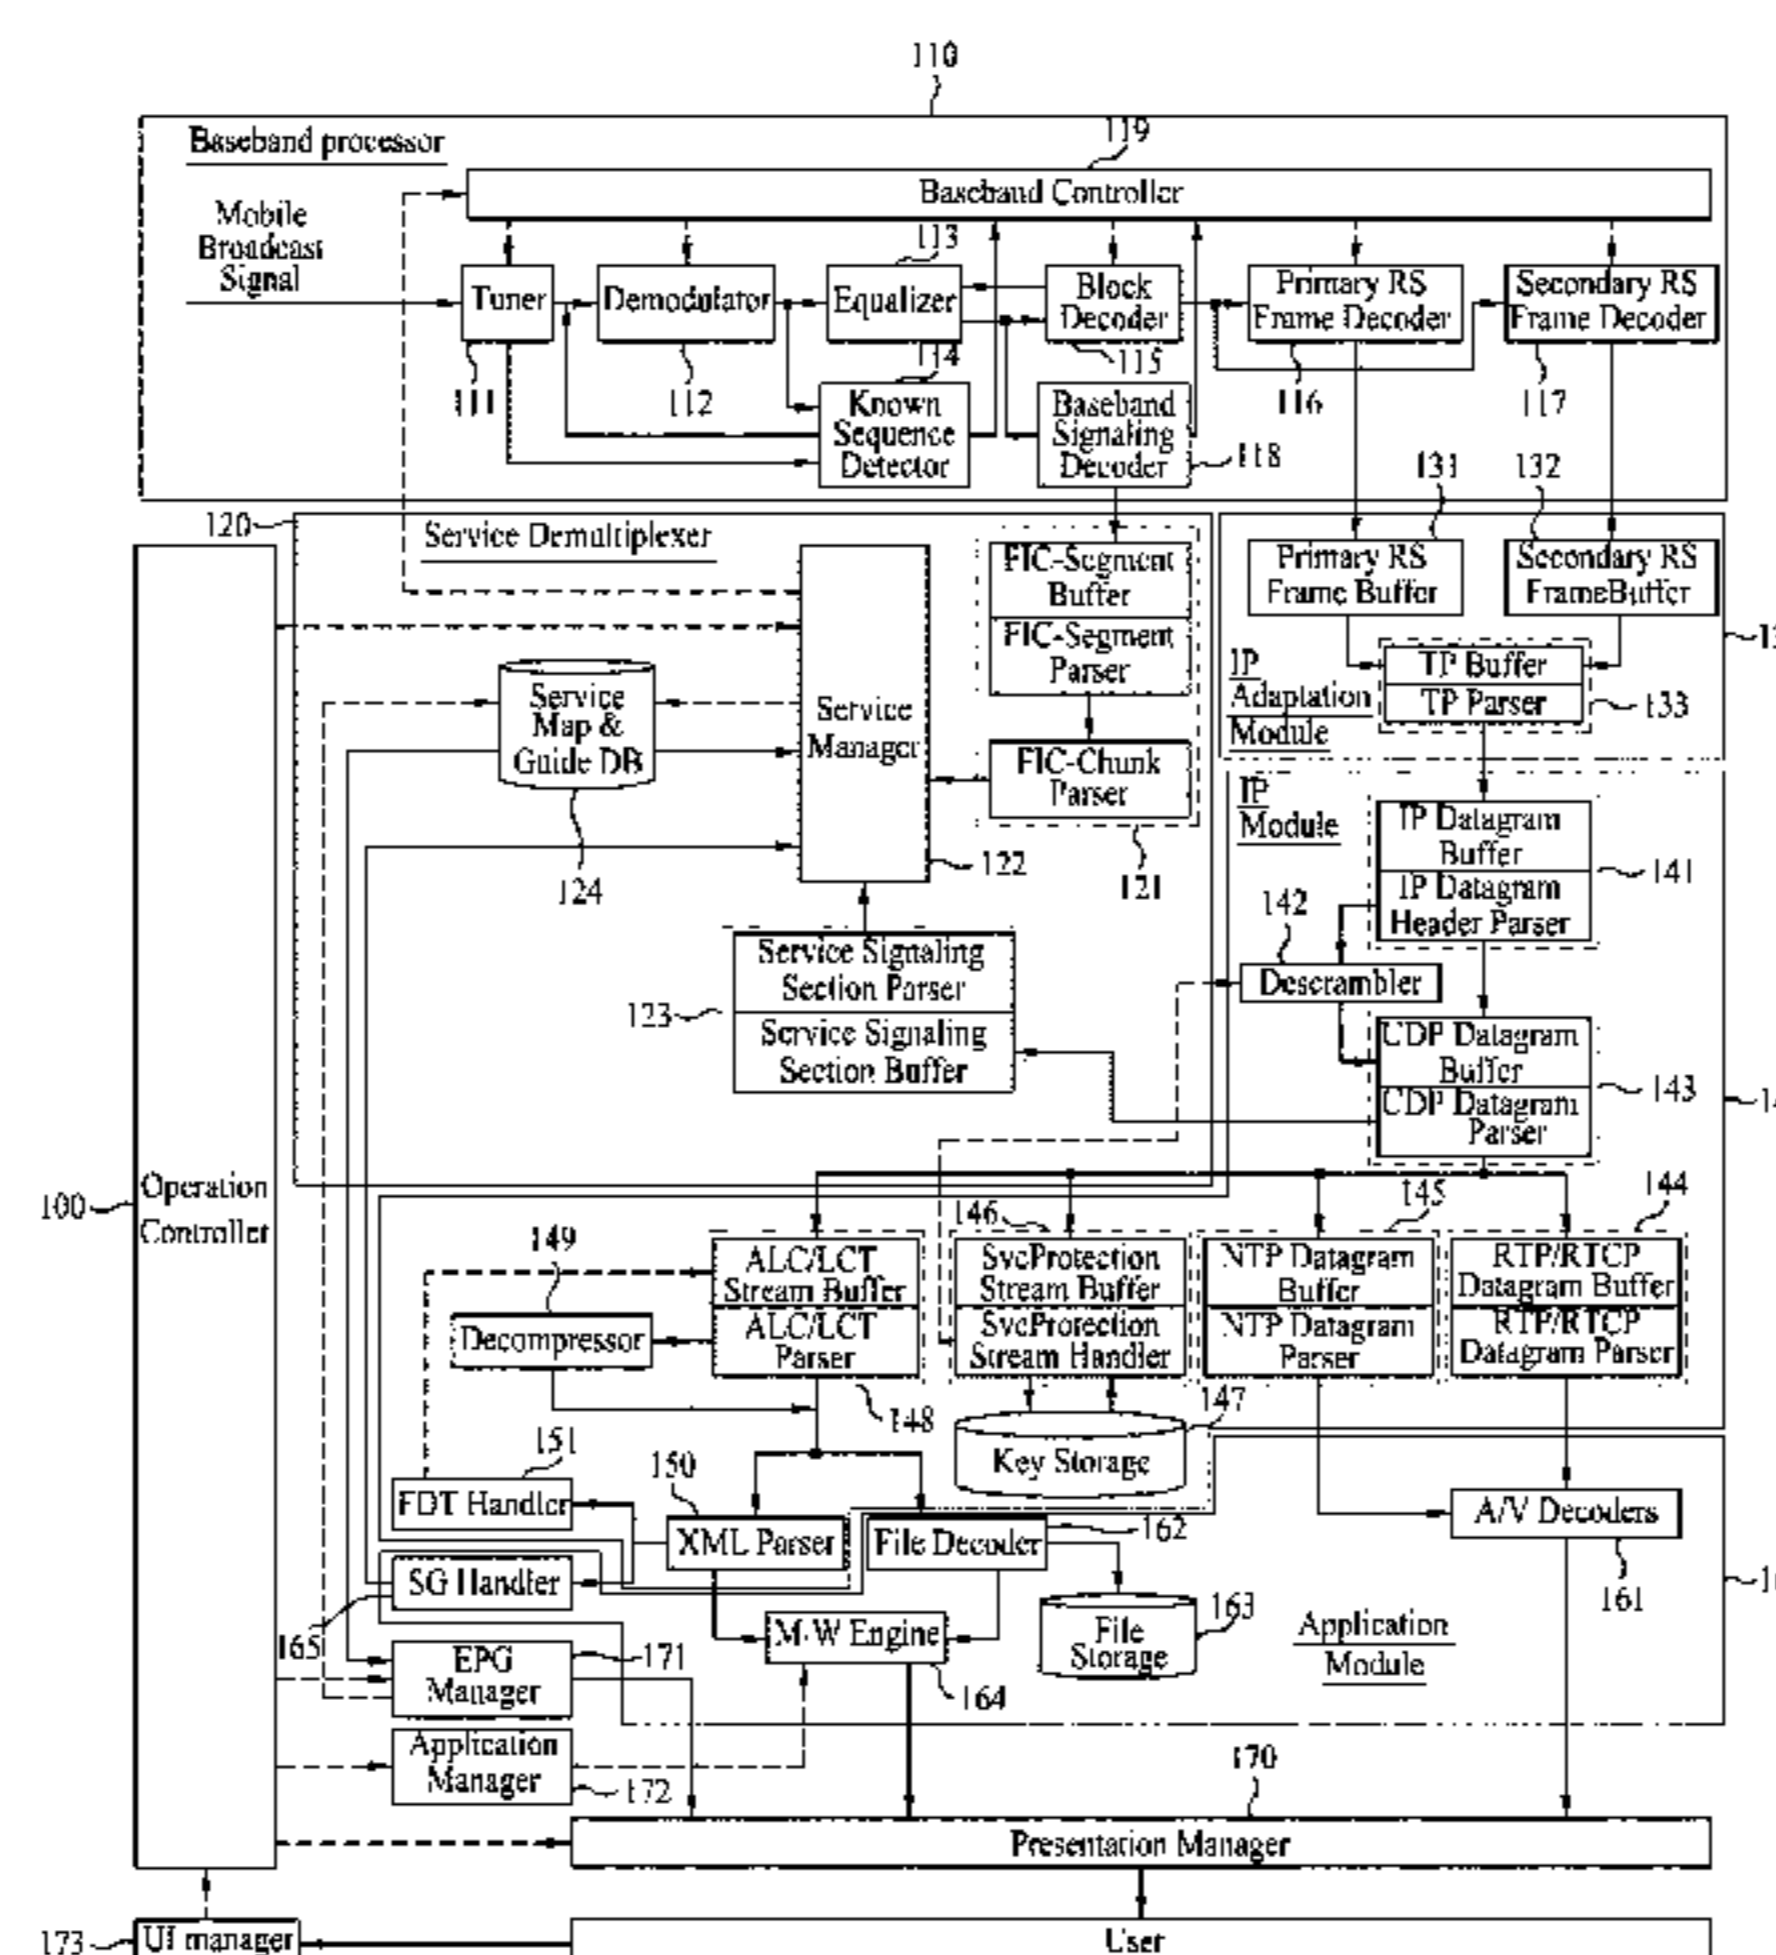 110
Baseband processor
119
Baseband Controller
Mobile
Broadcast
Signal
113
Tuner
Demodulator
Equalizer
Block
Decoder
Primary RS
Frame Decoder
Secondary RS
Frame Decoder
111
112
114
115
116
117
Known
Sequence
Detector
Baseband
Signaling
Decoder
118
131
132
120
Service Demultiplexer
FIC-Segment
Buffer
FIC-Segment
Parser
Primary RS
Frame Buffer
Secondary RS
FrameBuffer
IP
Adaptation
Module
TP Buffer
TP Parser
133
Service
Map &
Guide DB
Service
Manager
FIC-Chunk
Parser
124
122
121
IP
Module
IP Datagram
Buffer
IP Datagram
Header Parser
141
142
Descrambler
Service Signaling
Section Parser
Service Signaling
Section Buffer
123
Datagram
Buffer
Datagram
Parser
143
100
Operation
Controller
149
146
145
144
ALC/LCT
Stream Buffer
ALC/LCT
Parser
SvcProtection
Stream Buffer
SvcProtection
Stream Handler
NTP Datagram
Buffer
NTP Datagram
Parser
RTP/RTCP
Datagram Buffer
RTP/RTCP
Datagram Parser
Decompressor
148
147
Key Storage
151
150
FDT Handler
XML Parser
File Decoder
162
A/V Decoders
161
SG Handler
165
M-W Engine
164
File
Storage
163
Application
Module
EPG
Manager
171
Application
Manager
172
170
Presentation Manager
173
UI manager
User